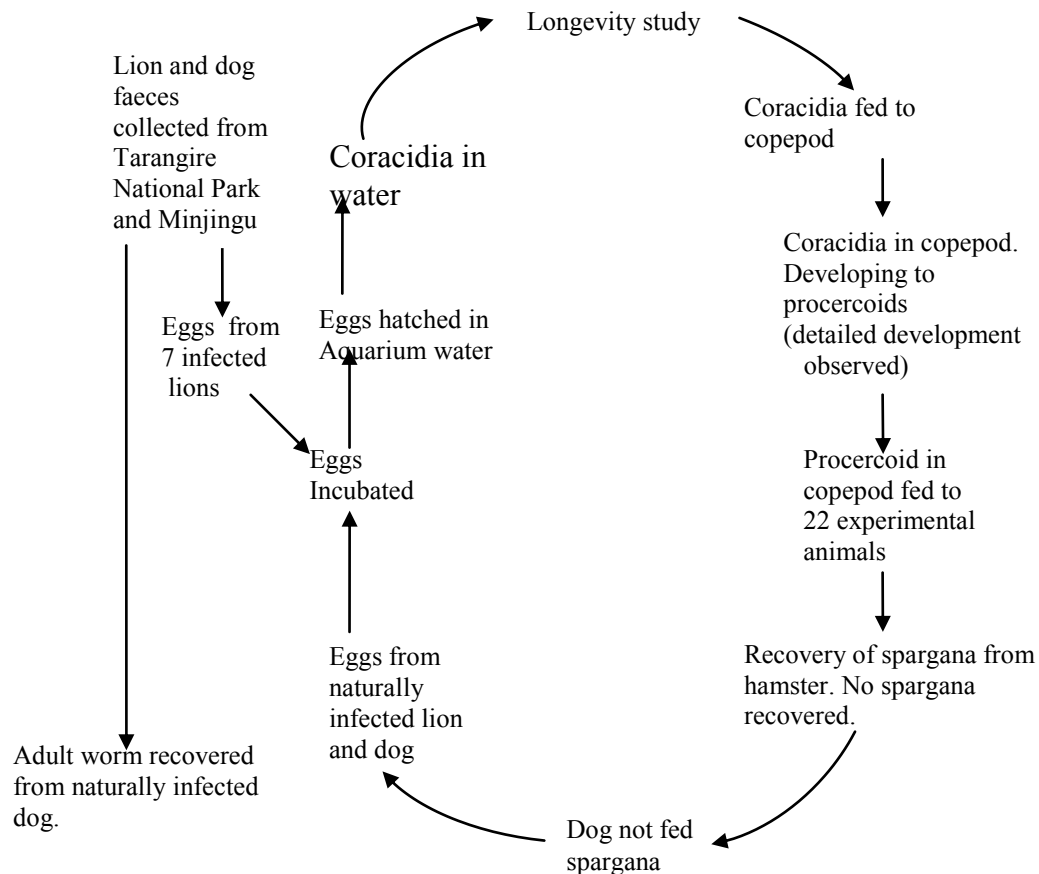 Longevity study
Lion and dog
faeces
collected from
Tarangire
National Park
and Minjingu
Coracidia in
water
Coracidia fed to
copepod
Eggs from
7 infected
lions
Eggs hatched in
Aquarium water
Coracidia in copepod.
Developing to
procercoids
(detailed development
observed)
Eggs
Incubated
Procercoid in
copepod fed to
22 experimental
animals
Eggs from
naturally
infected lion
and dog
Recovery of spargana from
hamster. No spargana
recovered.
Adult worm recovered
from naturally infected
dog.
Dog not fed
spargana